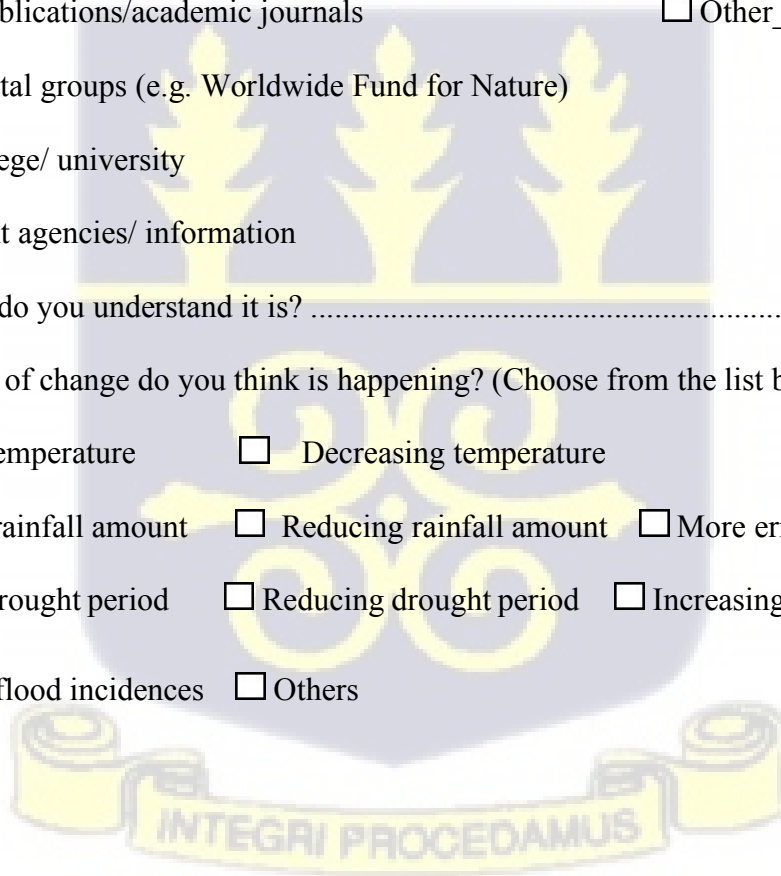 blications/academic journals ☐ Other_
tal groups (e.g. Worldwide Fund for Nature)
ege/ university
t agencies/ information
do you understand it is? ..........................................................
of change do you think is happening? (Choose from the list b
emperature ☐ Decreasing temperature
rainfall amount ☐ Reducing rainfall amount ☐ More er
rought period ☐ Reducing drought period ☐ Increasing
flood incidences ☐ Others
INTEGRI PROCEDAMUS